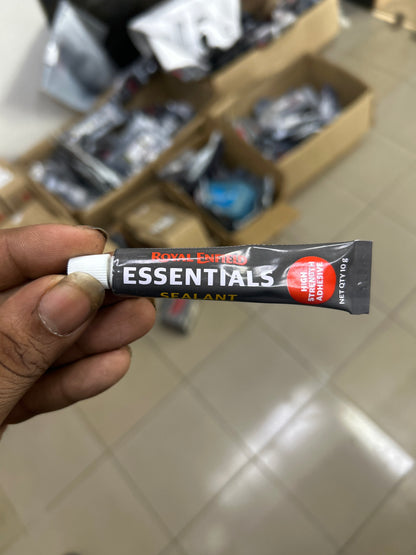 ROYAL ENFIELD
ESSENTIALS
SEALANT
HIGH
STRENGTH
ADHESIVE
NET QTY 10 g